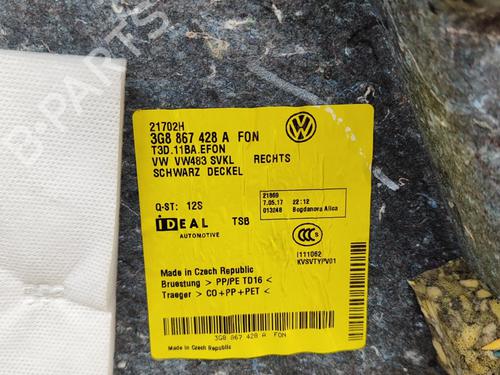 B-PARTS
21702H
3G8 867 428 A FON
T3D.11BA.EFON
VW VW483 SVKL RECHTS
SCHWARZ DECKEL
Q-ST: 12S
IDEAL TSB
AUTOMOTIVE
21869
7.05.17 22:12
013248 Bogdanova Alica
CCC
I111062
KVSVTYPV01
Made in Czech Republic
Bruestung > PP/PE TD16 <
Traeger > CO+PP+PET <
3G8 867 428 A FON
Made in Czech Republic